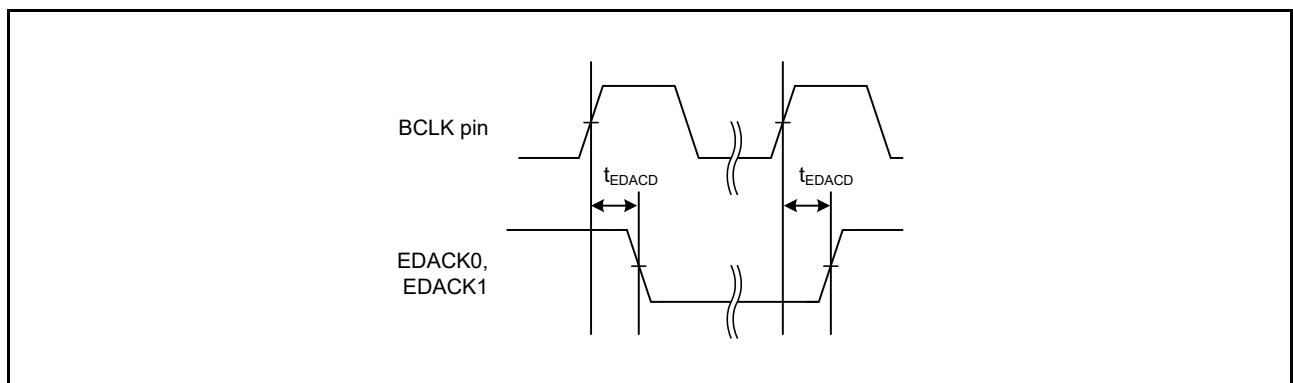 BCLK pin
tEDACD
tEDACD
EDACK0,
EDACK1